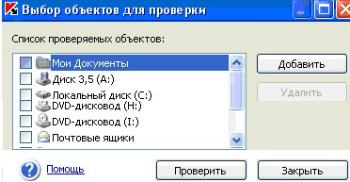 Выбор объектов для проверки
Список проверяемых объектов:
Мои Документы
Добавить
Диск 3,5 (A:)
Удалить
Локальный диск (C:)
DVD-дисковод (H:)
DVD-дисковод (I:)
Почтовые ящики
Помощь
Проверить
Закрыть